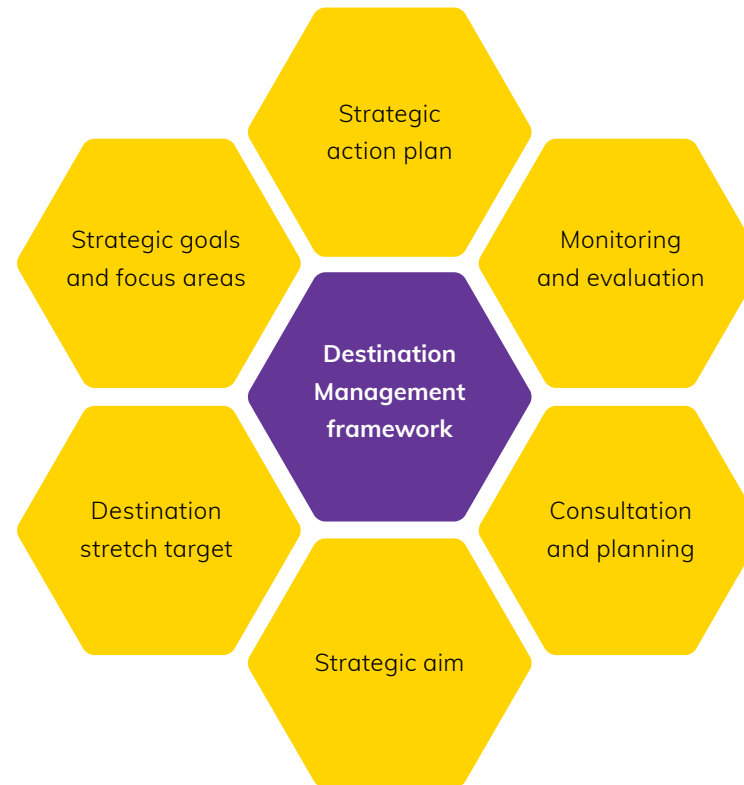 Strategic
action plan
Strategic goals
and focus areas
Monitoring
and evaluation
Destination
Management
framework
Destination
stretch target
Consultation
and planning
Strategic aim